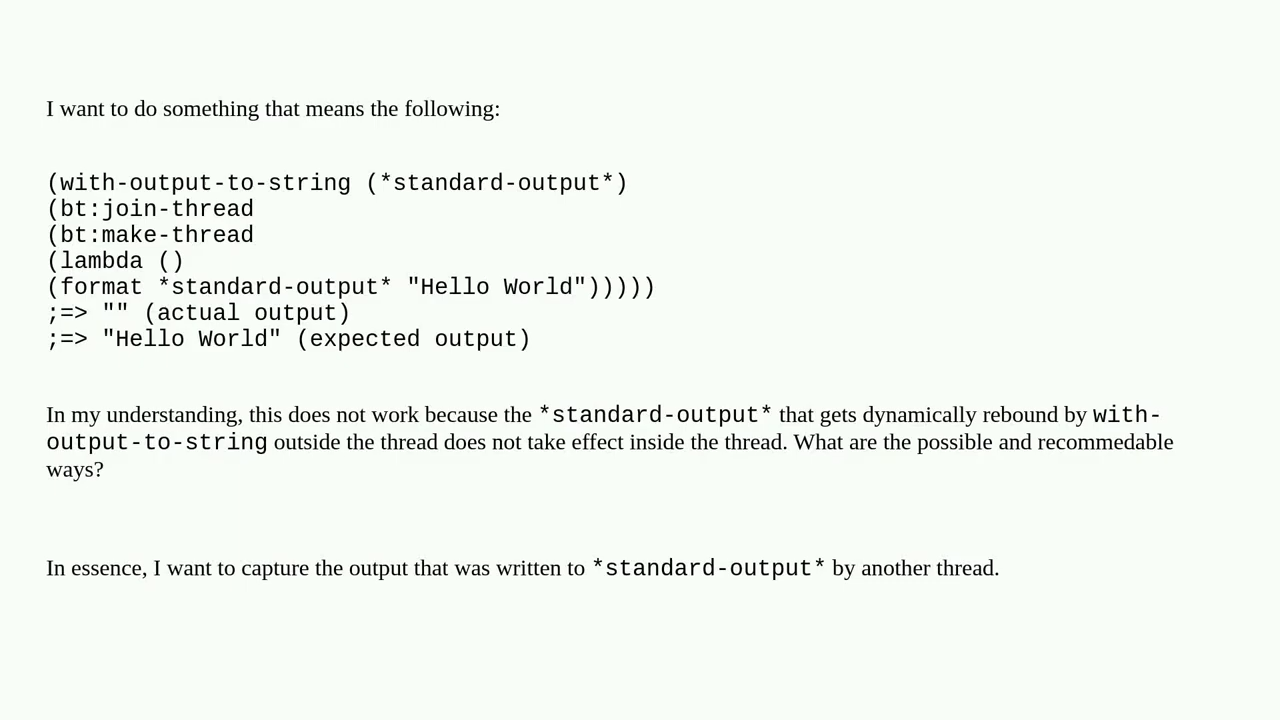 I want to do something that means the following:
(with-output-to-string (*standard-output*)
(bt:join-thread
(bt:make-thread
(lambda ()
(format *standard-output* "Hello World")))))
;=> "" (actual output)
;=> "Hello World" (expected output)
In my understanding, this does not work because the *standard-output* that gets dynamically rebound by with-
output-to-string outside the thread does not take effect inside the thread. What are the possible and recommedable
ways?
In essence, I want to capture the output that was written to *standard-output* by another thread.